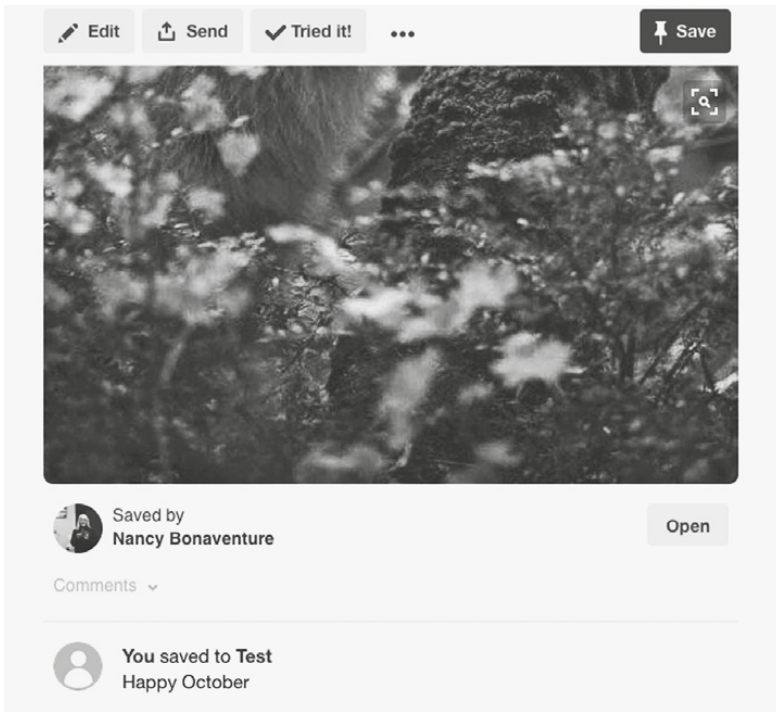 Edit Send Tried it! Save
Saved by
Nancy Bonaventure
Open
Comments
You saved to Test
Happy October